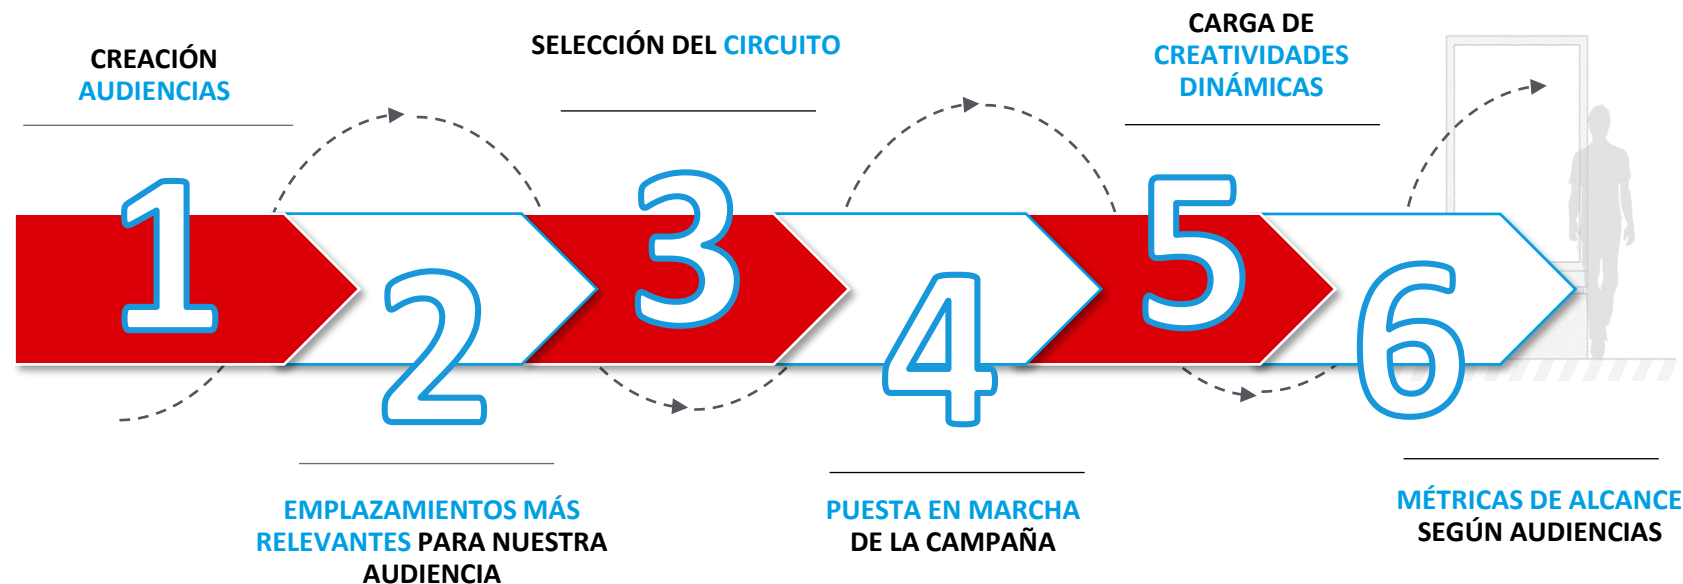 CREACIÓN
AUDIENCIAS
1
EMPLAZAMIENTOS MÁS
RELEVANTES PARA NUESTRA
AUDIENCIA
2
SELECCIÓN DEL CIRCUITO
3
PUESTA EN MARCHA
DE LA CAMPAÑA
4
CARGA DE
CREATIVIDADES
DINÁMICAS
5
MÉTRICAS DE ALCANCE
SEGÚN AUDIENCIAS
6